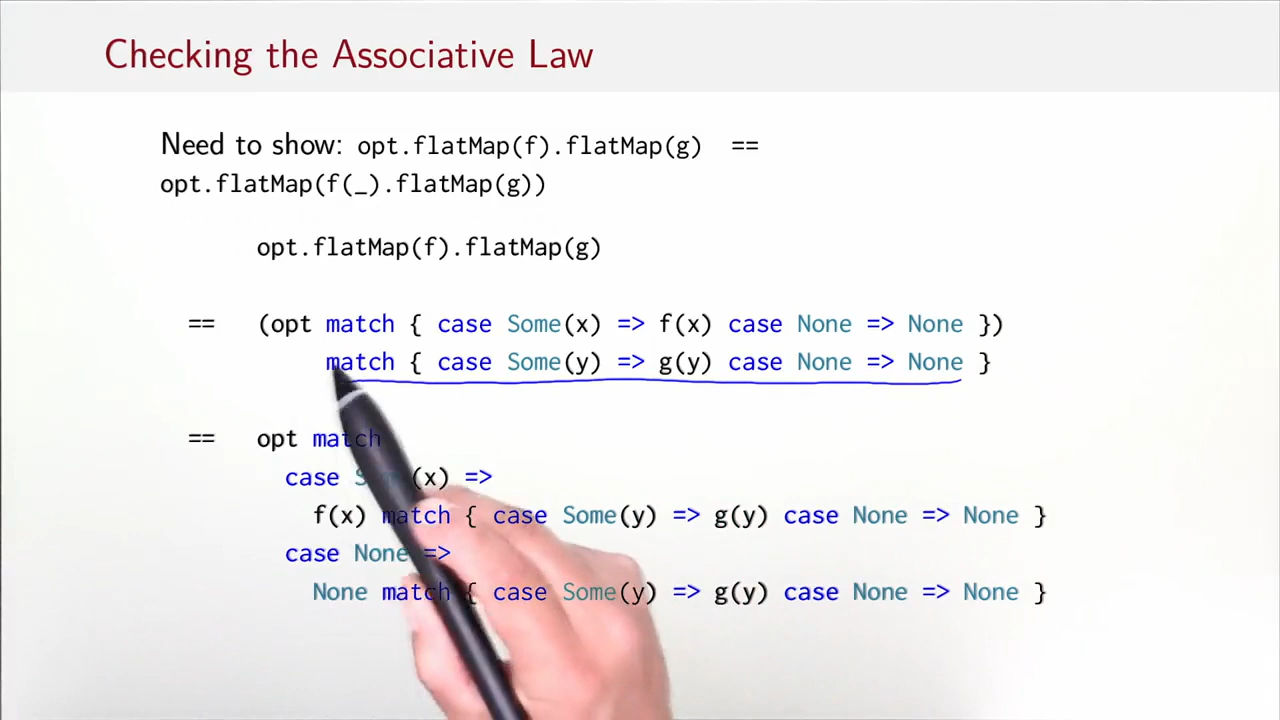 Checking the Associative Law
Need to show: opt.flatMap(f).flatMap(g) ==
opt.flatMap(f(_).flatMap(g))
opt.flatMap(f).flatMap(g)
== (opt match { case Some(x) => f(x) case None => None })
match { case Some(y) => g(y) case None => None }
== opt match
case Some(x) =>
f(x) match { case Some(y) => g(y) case None => None }
case None =>
None match { case Some(y) => g(y) case None => None }